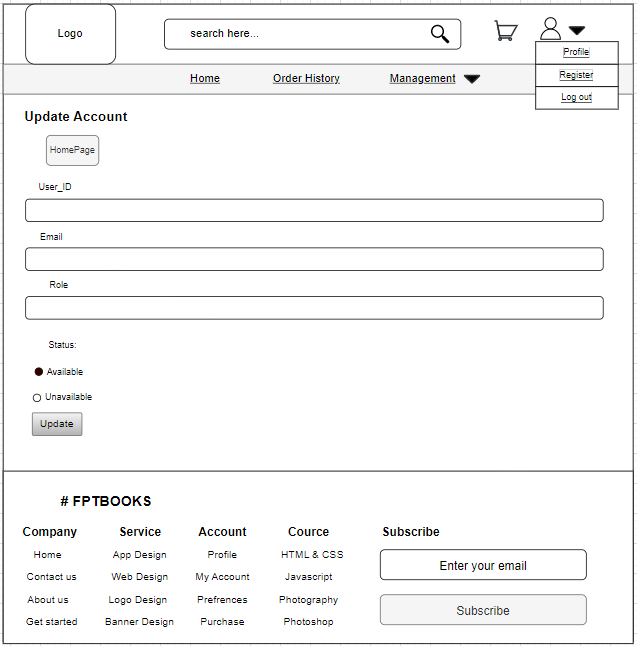 Logo
search here...
Profile
Register
Log out
Home Order History Management
Update Account
HomePage
User_ID
Email
Role
Status:
Available
Unavailable
Update
# FPTBOOKS
Company Service Account Cource Subscribe
Home App Design Profile HTML & CSS
Enter your email
Contact us Web Design My Account Javascript
About us Logo Design Prefrences Photography
Subscribe
Get started Banner Design Purchase Photoshop